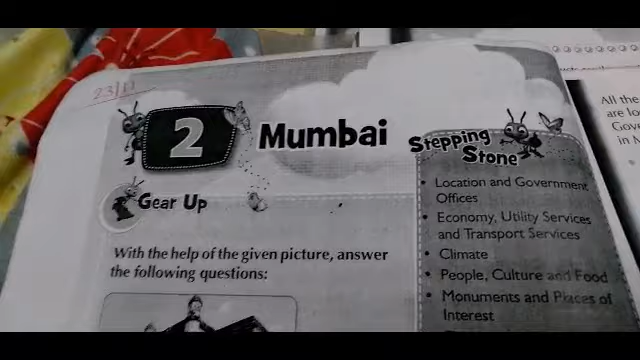 23/11
2
Mumbai
Gear Up
With the help of the given picture, answer
the following questions:
Stepping
Stone
• Location and Government
Offices
• Economy, Utility Services
and Transport Services
• Climate
• People, Culture and Food
• Monuments and Places of
Interest
All the
are lo
Gove
in